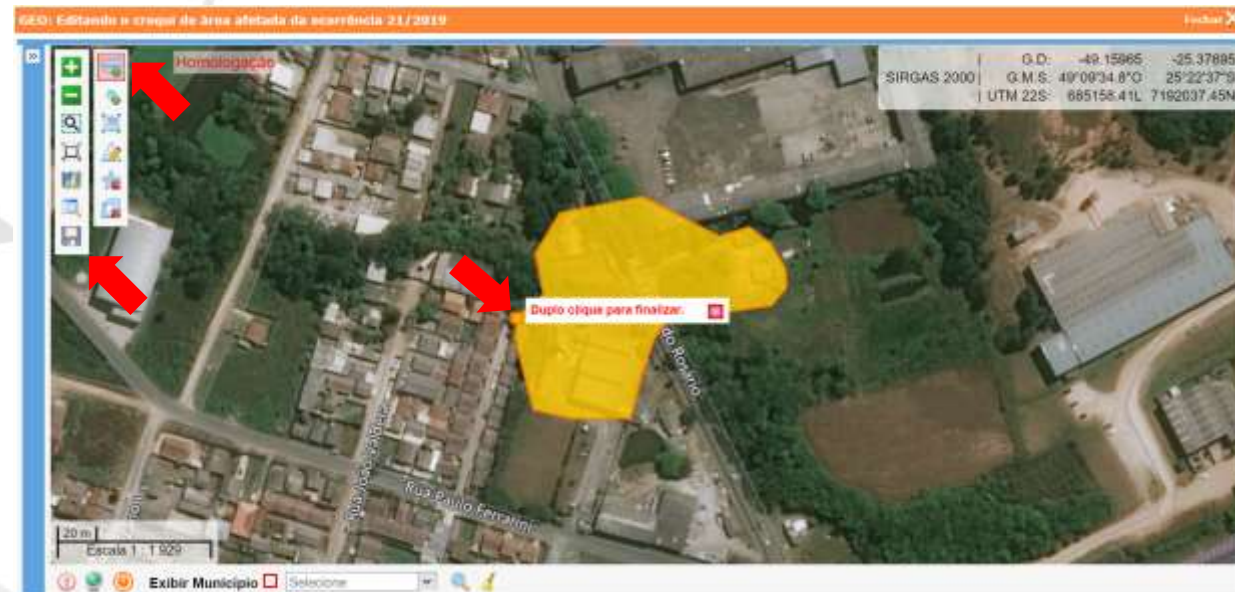 GEO: Editando o croqui de área afetada da ocorrência 21/2019
Fechar X
Homologação
| G.D: -49.15965 -25.37695
SIRGAS 2000 | G.M.S: 49°09'34.8"O 25°22'37"S
| UTM 22S: 685158.41L 7192037.45N
Duplo clique para finalizar.
do Rosário
Rua Paulo Ferrarini
20 m
Escala 1 : 1 929
Exibir Município
Selecione